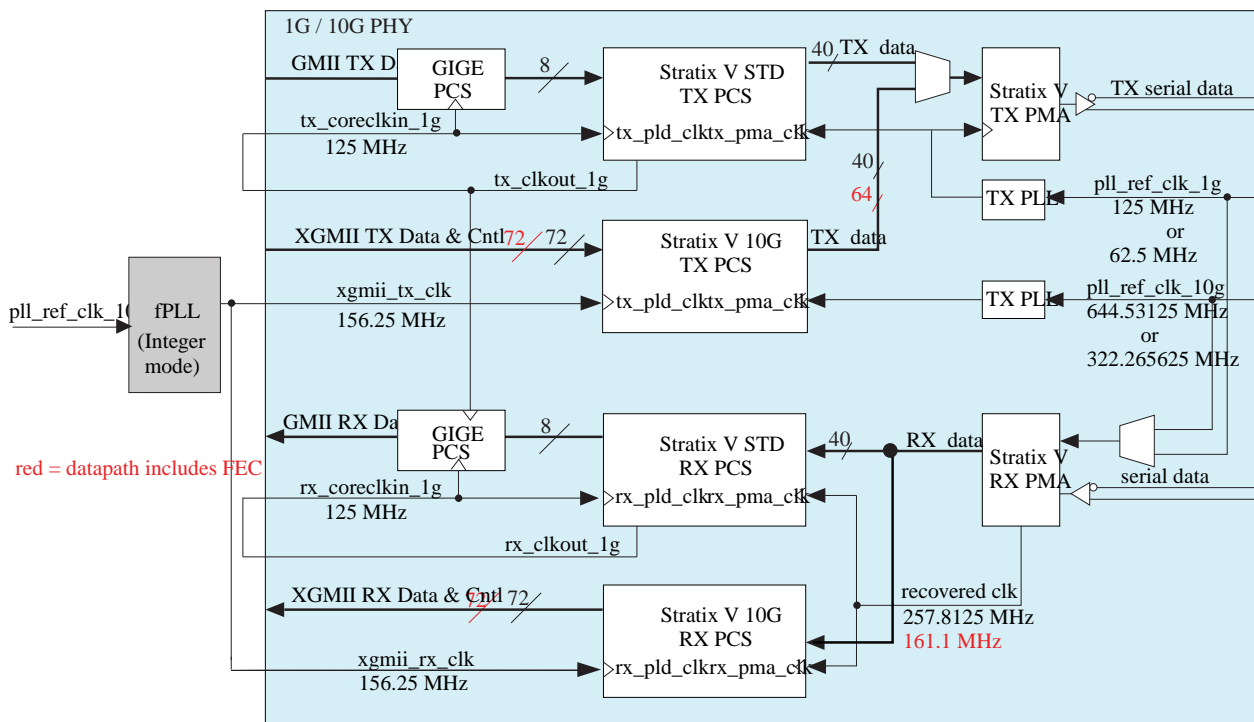 1G / 10G PHY
GMII TX D
GIGE
PCS
8
Stratix V STD
TX PCS
40
TX data
Stratix V
TX PMA
TX serial data
tx_coreclkin_1g
125 MHz
tx_pld_clk
tx_pma_clk
tx_clkout_1g
40
64
TX PLL
pll_ref_clk_1g
125 MHz
or
62.5 MHz
XGMII TX Data & Cntl
72
72
Stratix V 10G
TX PCS
TX data
xgmii_tx_clk
156.25 MHz
tx_pld_clk
tx_pma_clk
TX PLL
pll_ref_clk_10g
644.53125 MHz
or
322.265625 MHz
pll_ref_clk_10
fPLL
(Integer
mode)
GMII RX Da
GIGE
PCS
8
Stratix V STD
RX PCS
40
RX data
Stratix V
RX PMA
serial data
red = datapath includes FEC
rx_coreclkin_1g
125 MHz
rx_pld_clk
rx_pma_clk
rx_clkout_1g
XGMII RX Data & Cntl
72
72
Stratix V 10G
RX PCS
recovered clk
257.8125 MHz
161.1 MHz
xgmii_rx_clk
156.25 MHz
rx_pld_clk
rx_pma_clk